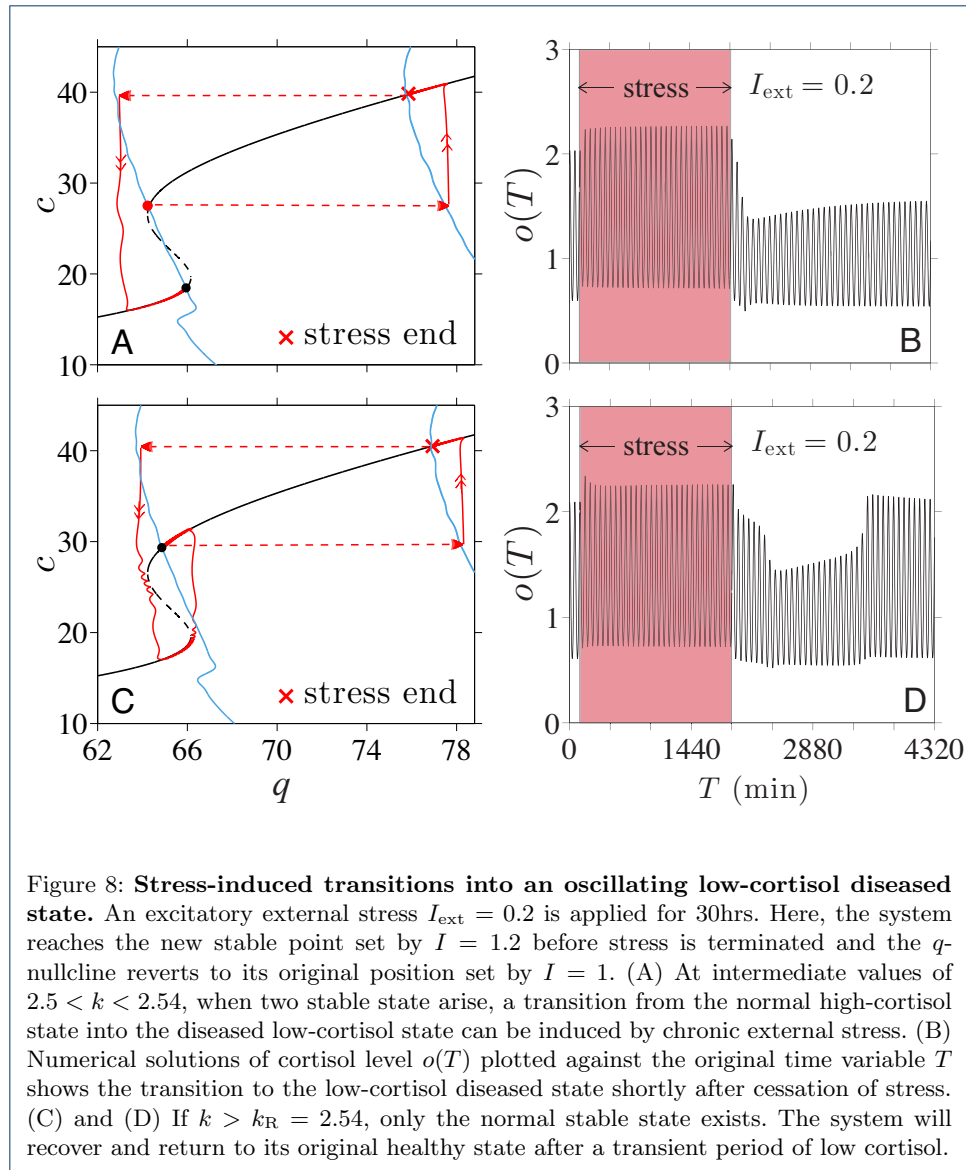 40
30
20
10
c
A
× stress end
3
2
1
0
o(T)
stress
I_ext = 0.2
B
40
30
20
10
c
C
× stress end
62 66 70 74 78
q
3
2
1
0
o(T)
stress
I_ext = 0.2
D
0 1440 2880 4320
T (min)
Figure 8: Stress-induced transitions into an oscillating low-cortisol diseased
state. An excitatory external stress I_ext = 0.2 is applied for 30hrs. Here, the system
reaches the new stable point set by I = 1.2 before stress is terminated and the q-
nullcline reverts to its original position set by I = 1. (A) At intermediate values of
2.5 < k < 2.54, when two stable state arise, a transition from the normal high-cortisol
state into the diseased low-cortisol state can be induced by chronic external stress. (B)
Numerical solutions of cortisol level o(T) plotted against the original time variable T
shows the transition to the low-cortisol diseased state shortly after cessation of stress.
(C) and (D) If k > k_R = 2.54, only the normal stable state exists. The system will
recover and return to its original healthy state after a transient period of low cortisol.